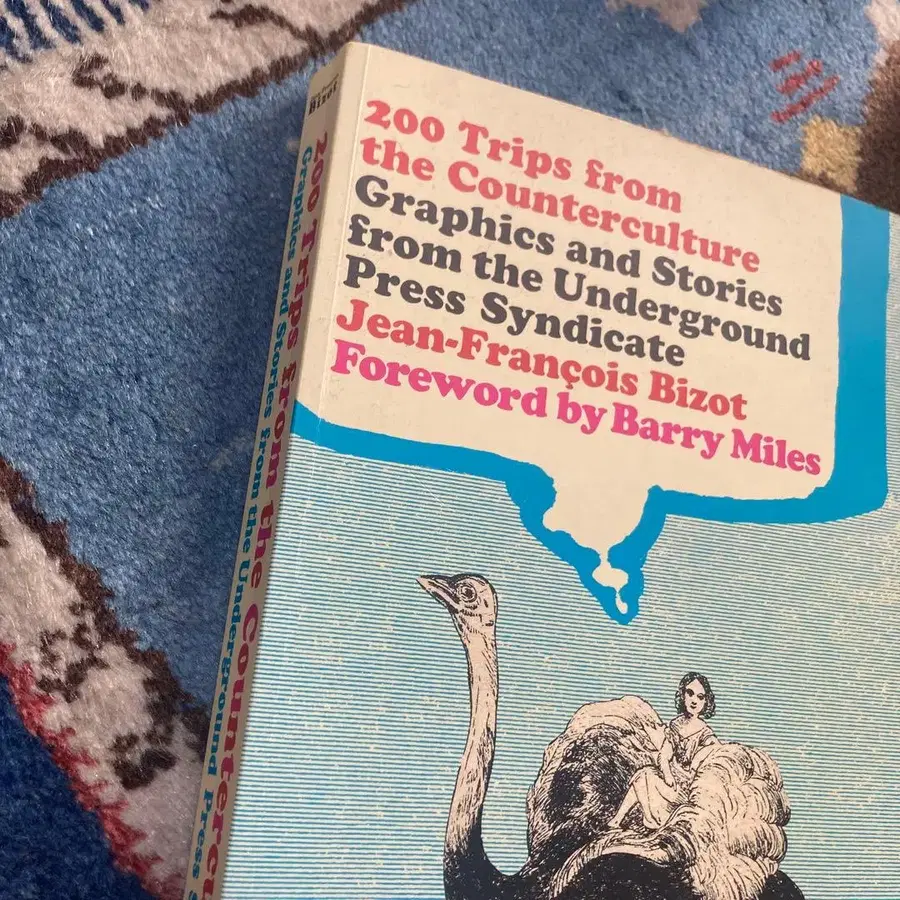 200 Trips from
the Counterculture
Graphics and Stories
from the Underground
Press Syndicate
Jean-François Bizot
Foreword by Barry Miles
Bizot
200 Trips from the Counterc
Graphics and Stories from the Underground Press S